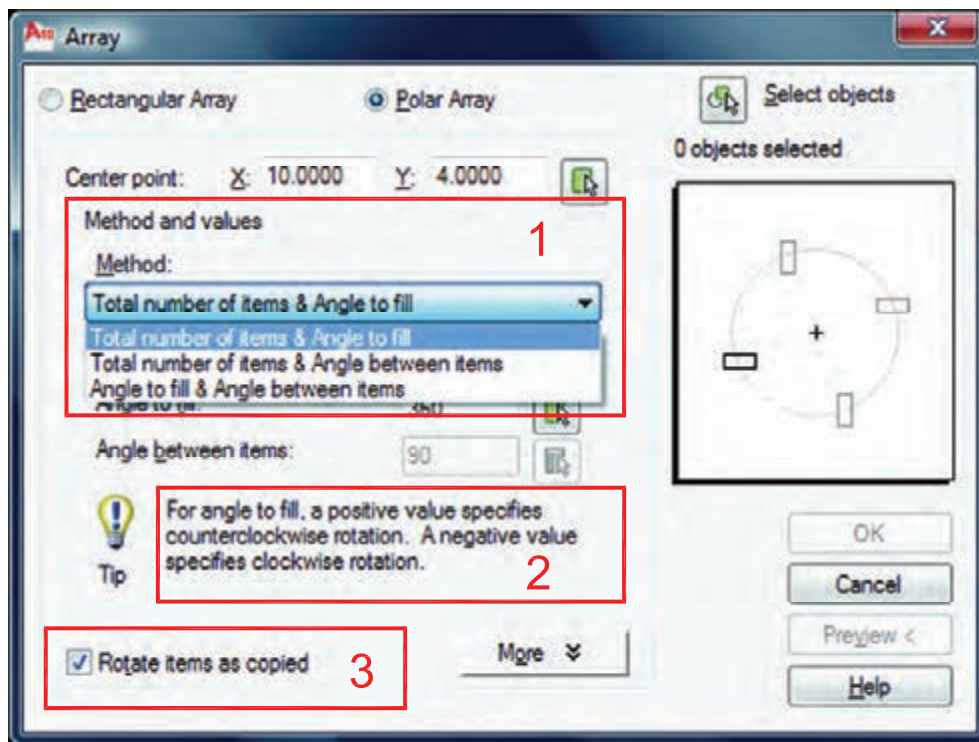 Array
Rectangular Array
Polar Array
Select objects
0 objects selected
Center point: X: 10.0000 Y: 4.0000
Method and values
1
Method:
Total number of items & Angle to fill
Total number of items & Angle to fill
Total number of items & Angle between items
Angle to fill & Angle between items
Angle to fill: 360
Angle between items: 90
For angle to fill, a positive value specifies
counterclockwise rotation. A negative value
specifies clockwise rotation.
2
Tip
Rotate items as copied
3
More
OK
Cancel
Preview <
Help